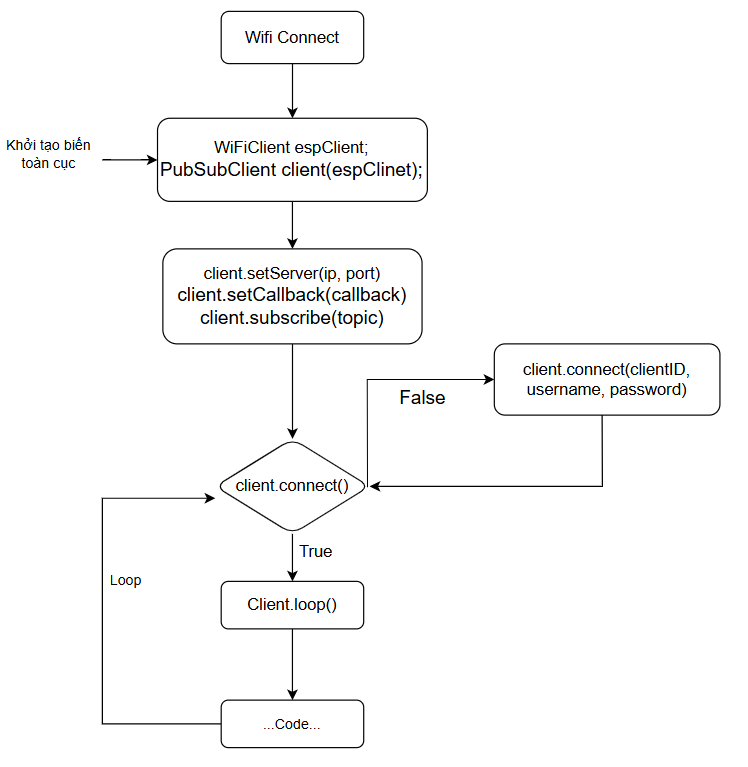 Wifi Connect
Khởi tạo biến
toàn cục
WiFiClient espClient;
PubSubClient client(espClinet);
client.setServer(ip, port)
client.setCallback(callback)
client.subscribe(topic)
client.connect(clientID,
username, password)
False
client.connect()
True
Loop
Client.loop()
...Code...